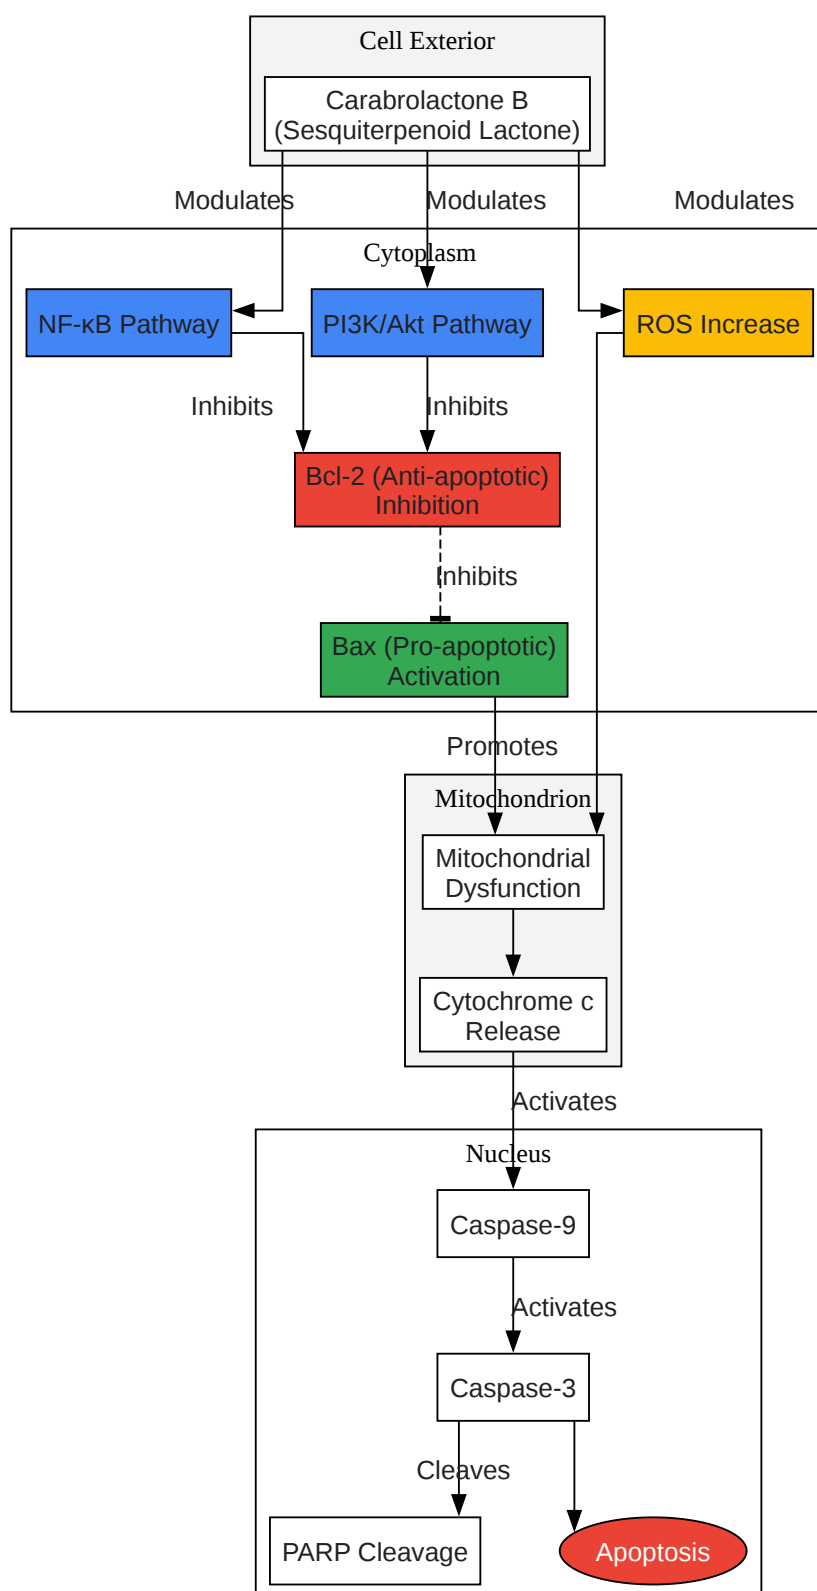 Cell Exterior
Carabrolactone B
(Sesquiterpenoid Lactone)
Modulates
Modulates
Modulates
Cytoplasm
NF-κB Pathway
PI3K/Akt Pathway
ROS Increase
Inhibits
Inhibits
Bcl-2 (Anti-apoptotic)
Inhibition
Inhibits
Bax (Pro-apoptotic)
Activation
Promotes
Mitochondrion
Mitochondrial
Dysfunction
Cytochrome c
Release
Activates
Nucleus
Caspase-9
Activates
Caspase-3
Cleaves
PARP Cleavage
Apoptosis